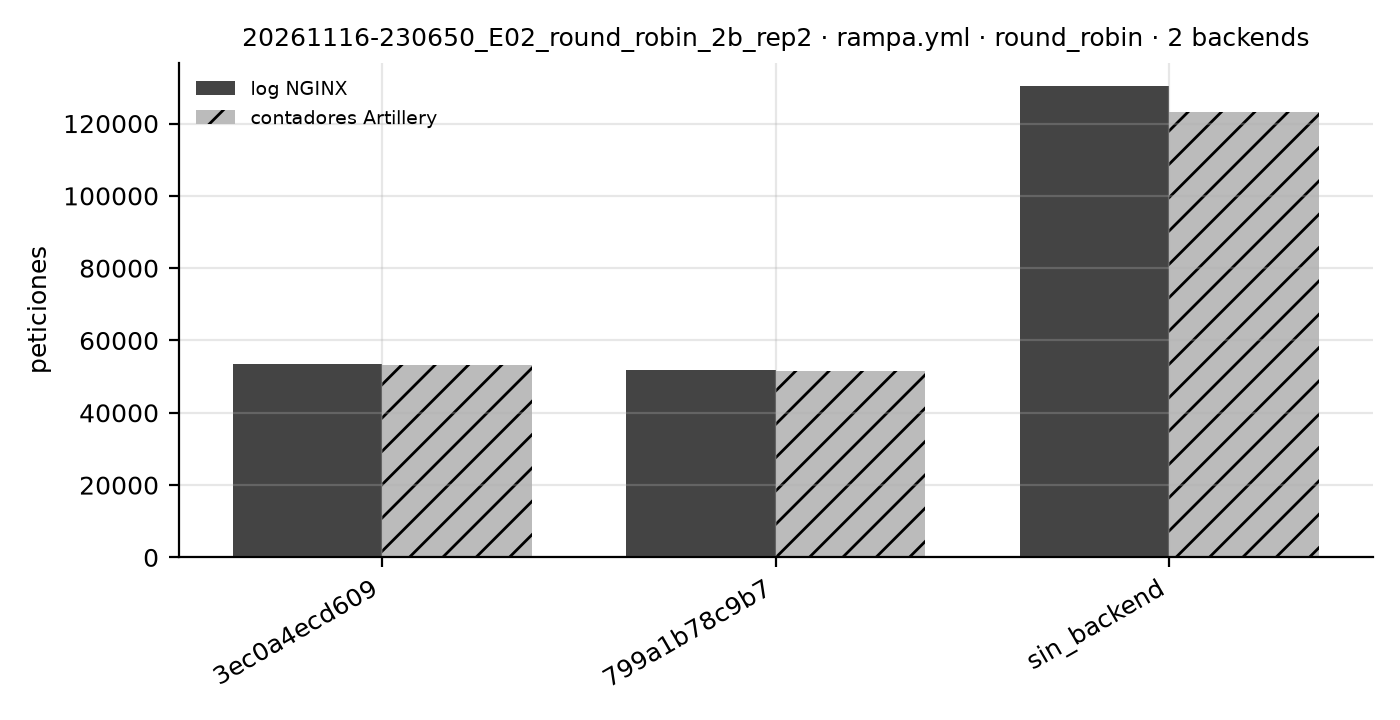 20261116-230650_E02_round_robin_2b_rep2 · rampa.yml · round_robin · 2 backends
log NGINX
contadores Artillery
peticiones
120000
100000
80000
60000
40000
20000
0
3ec0a4ecd609
799a1b78c9b7
sin_backend